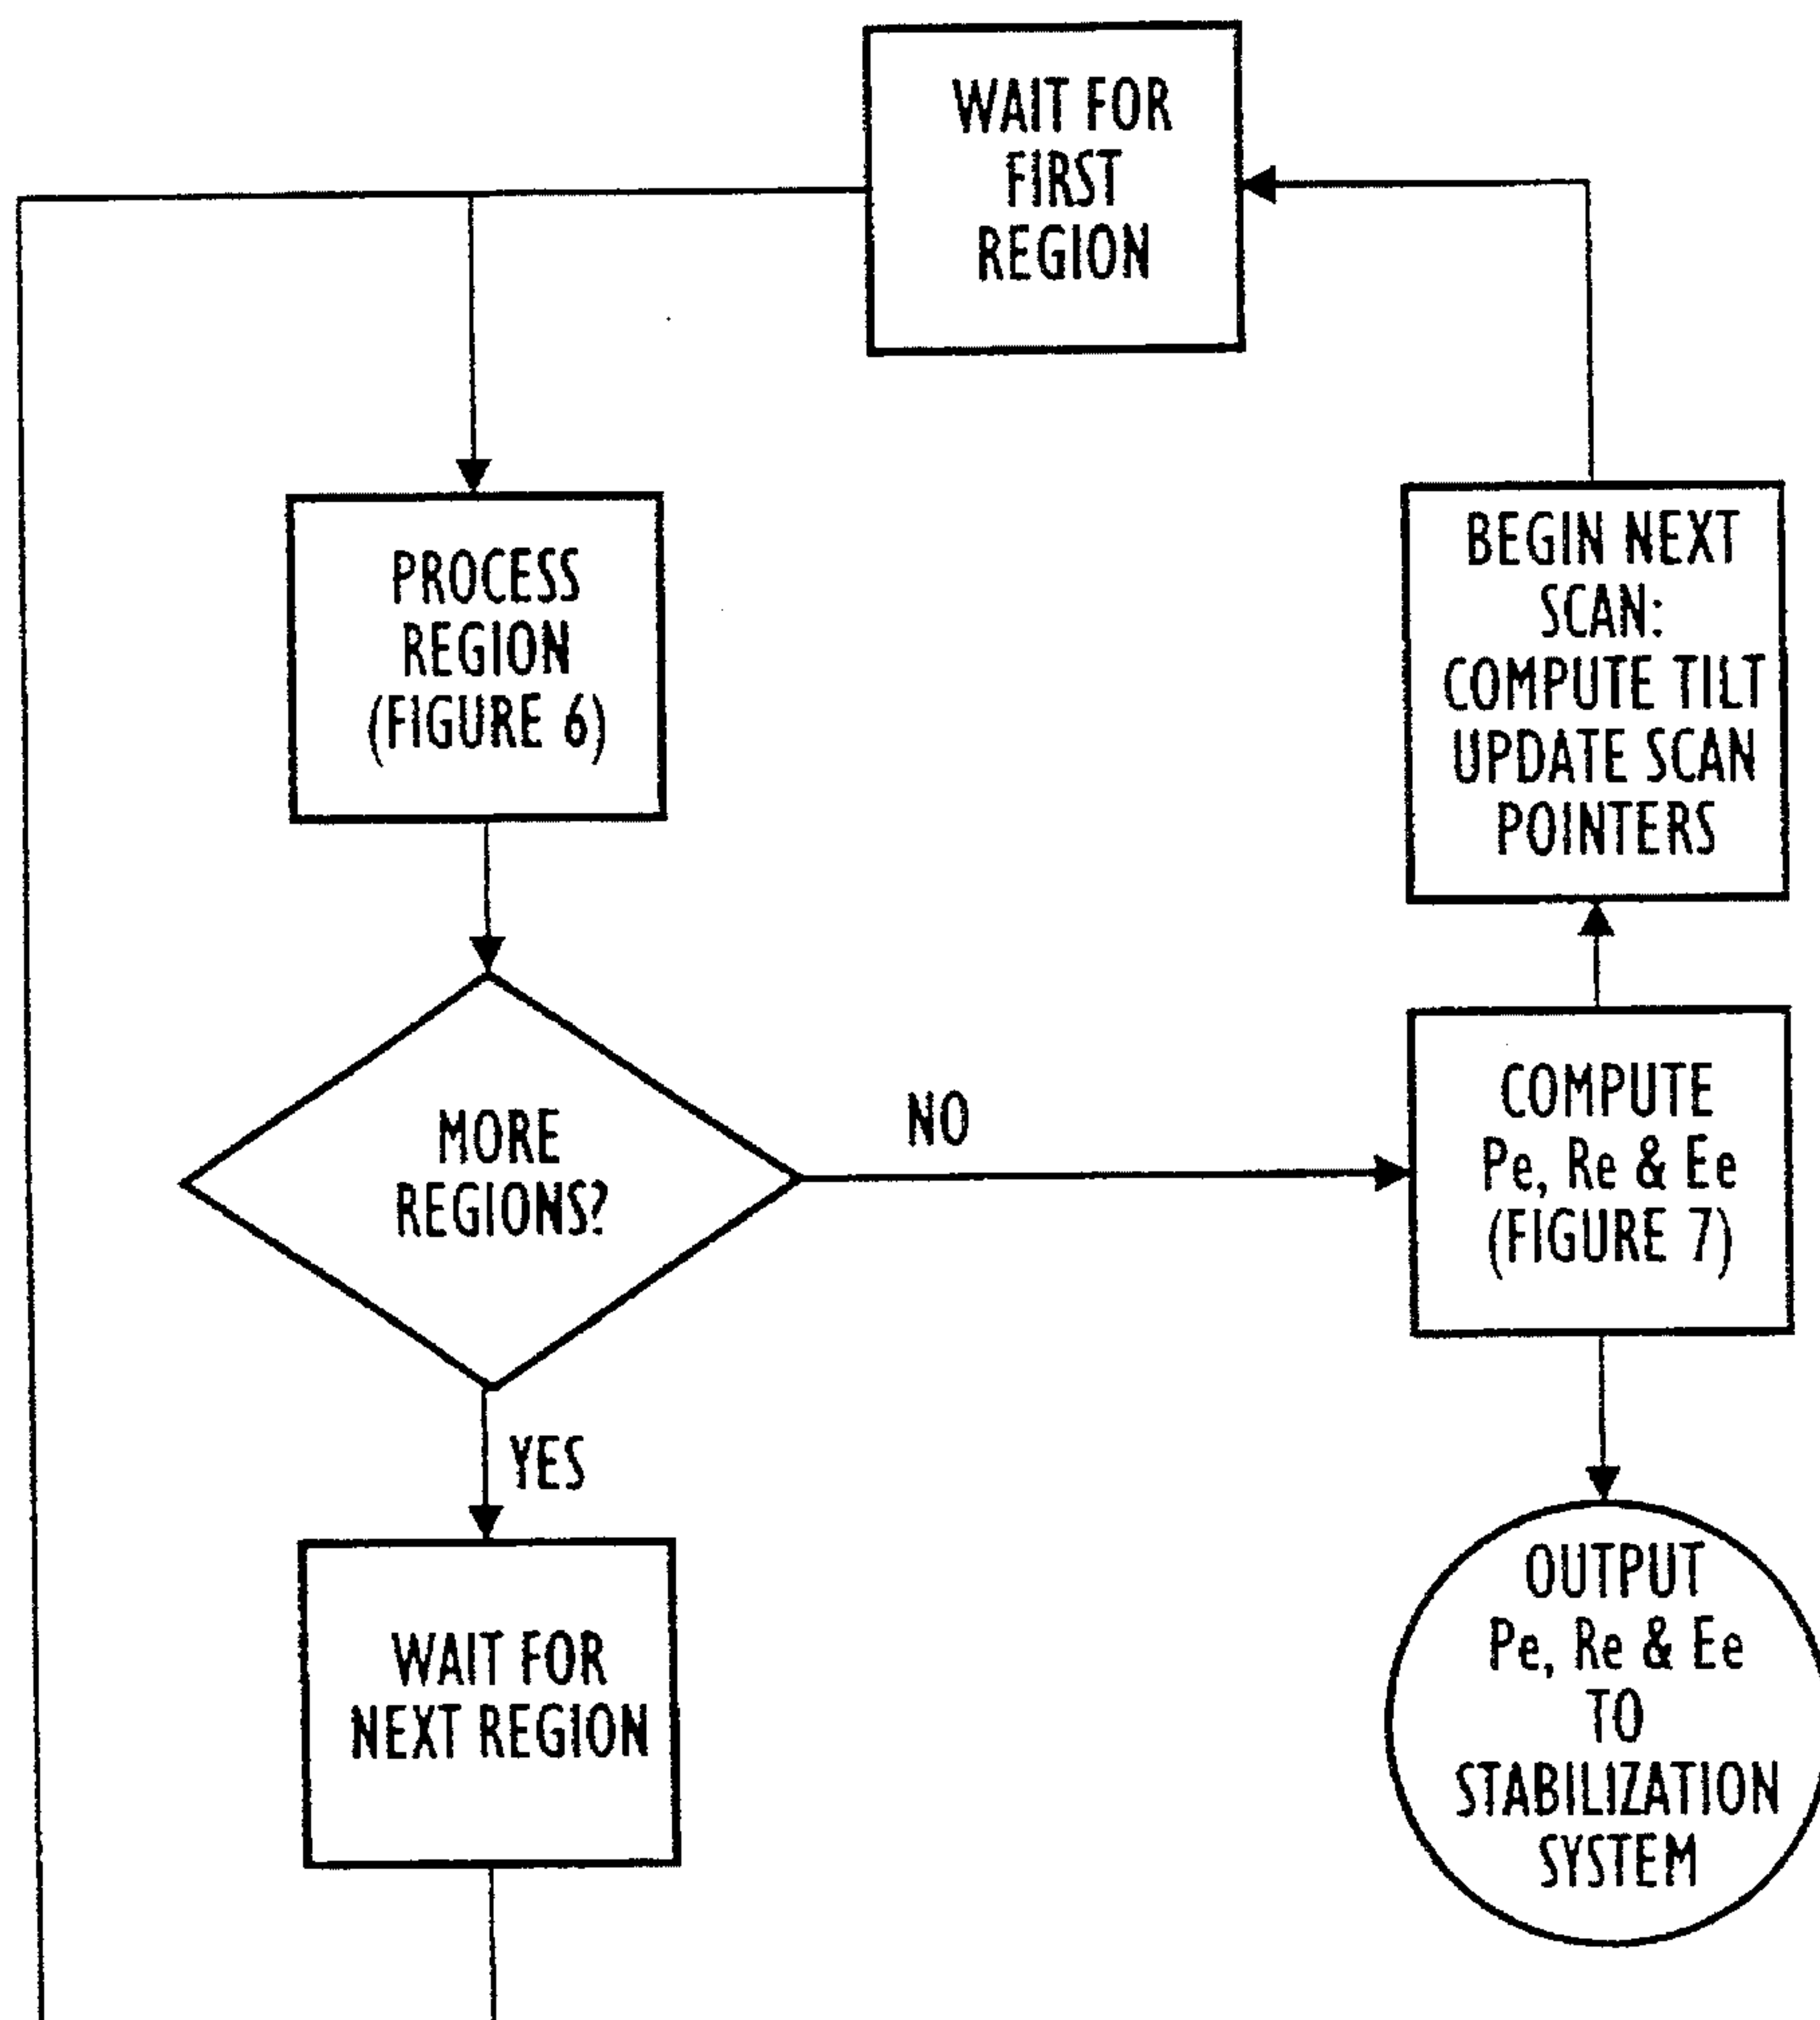 WAIT FOR
FIRST
REGION
PROCESS
REGION
(FIGURE 6)
BEGIN NEXT
SCAN:
COMPUTE TILT
UPDATE SCAN
POINTERS
MORE
REGIONS?
NO
COMPUTE
Pe, Re & Ee
(FIGURE 7)
YES
WAIT FOR
NEXT REGION
OUTPUT
Pe, Re & Ee
TO
STABILIZATION
SYSTEM